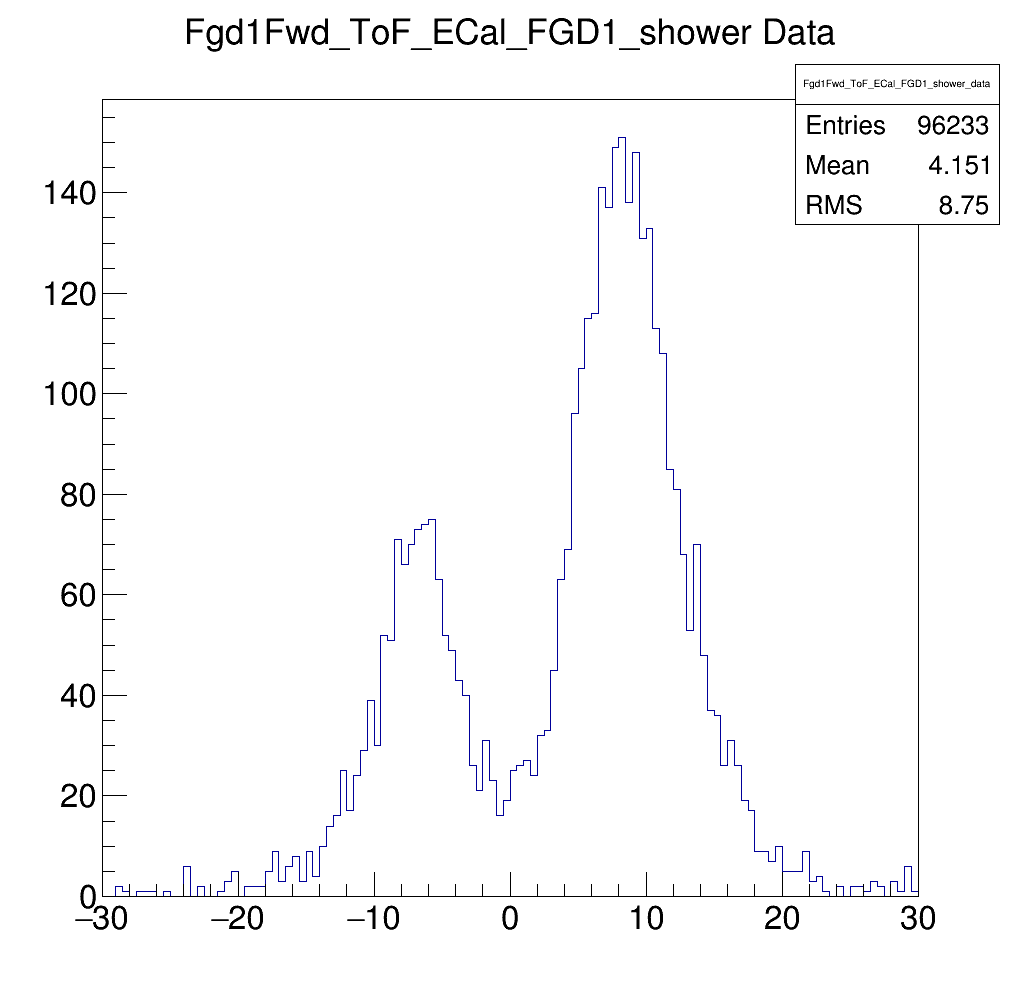 Fgd1Fwd_ToF_ECal_FGD1_shower Data
Fgd1Fwd_ToF_ECal_FGD1_shower_data
Entries 96233
Mean 4.151
RMS 8.75
140
120
100
80
60
40
20
0
−30 −20 −10 0 10 20 30